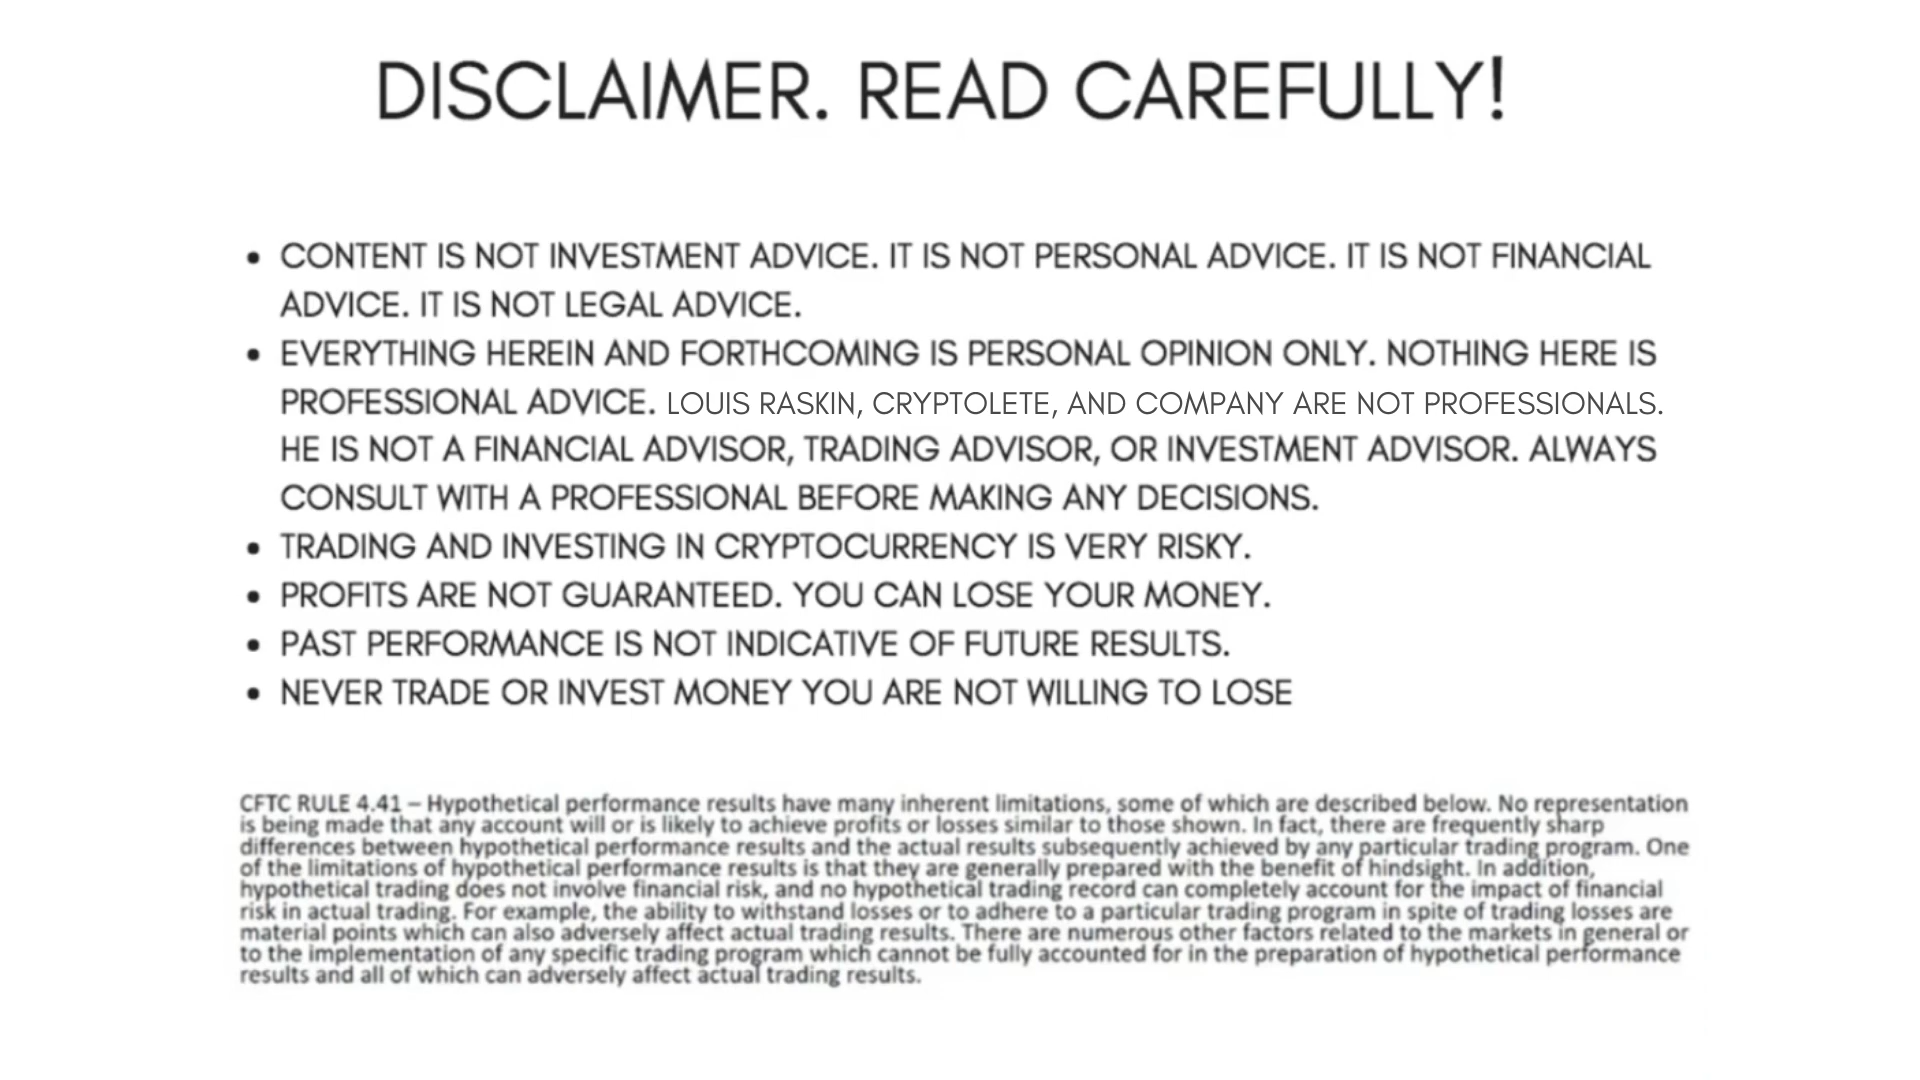 DISCLAIMER. READ CAREFULLY!
• CONTENT IS NOT INVESTMENT ADVICE. IT IS NOT PERSONAL ADVICE. IT IS NOT FINANCIAL
ADVICE. IT IS NOT LEGAL ADVICE.
• EVERYTHING HEREIN AND FORTHCOMING IS PERSONAL OPINION ONLY. NOTHING HERE IS
PROFESSIONAL ADVICE. LOUIS RASKIN, CRYPTOLETE, AND COMPANY ARE NOT PROFESSIONALS.
HE IS NOT A FINANCIAL ADVISOR, TRADING ADVISOR, OR INVESTMENT ADVISOR. ALWAYS
CONSULT WITH A PROFESSIONAL BEFORE MAKING ANY DECISIONS.
• TRADING AND INVESTING IN CRYPTOCURRENCY IS VERY RISKY.
• PROFITS ARE NOT GUARANTEED. YOU CAN LOSE YOUR MONEY.
• PAST PERFORMANCE IS NOT INDICATIVE OF FUTURE RESULTS.
• NEVER TRADE OR INVEST MONEY YOU ARE NOT WILLING TO LOSE
CFTC RULE 4.41 – Hypothetical performance results have many inherent limitations, some of which are described below. No representation
is being made that any account will or is likely to achieve profits or losses similar to those shown. In fact, there are frequently sharp
differences between hypothetical performance results and the actual results subsequently achieved by any particular trading program. One
of the limitations of hypothetical performance results is that they are generally prepared with the benefit of hindsight. In addition,
hypothetical trading does not involve financial risk, and no hypothetical trading record can completely account for the impact of financial
risk in actual trading. For example, the ability to withstand losses or to adhere to a particular trading program in spite of trading losses are
material points which can also adversely affect actual trading results. There are numerous other factors related to the markets in general or
to the implementation of any specific trading program which cannot be fully accounted for in the preparation of hypothetical performance
results and all of which can adversely affect actual trading results.